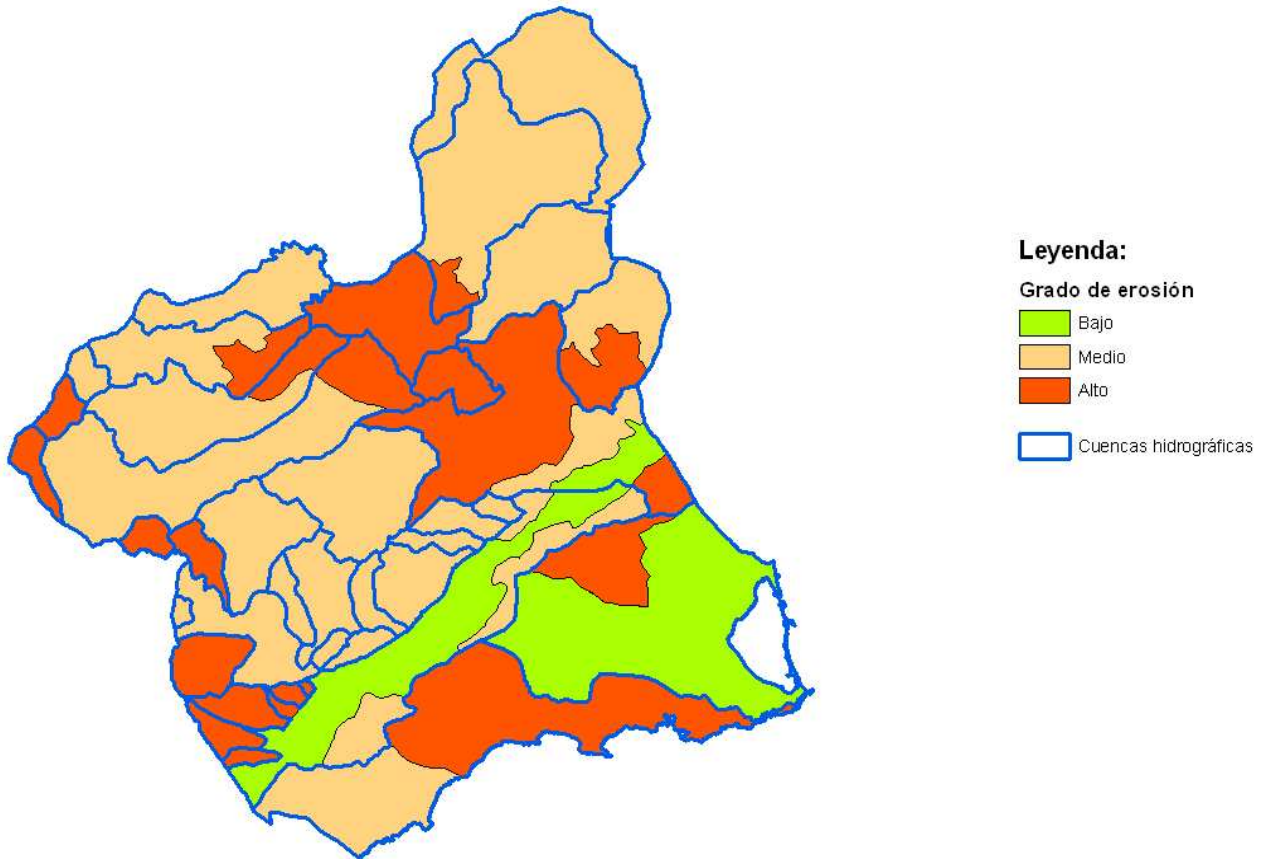 Leyenda:
Grado de erosión
Bajo
Medio
Alto
Cuencas hidrográficas